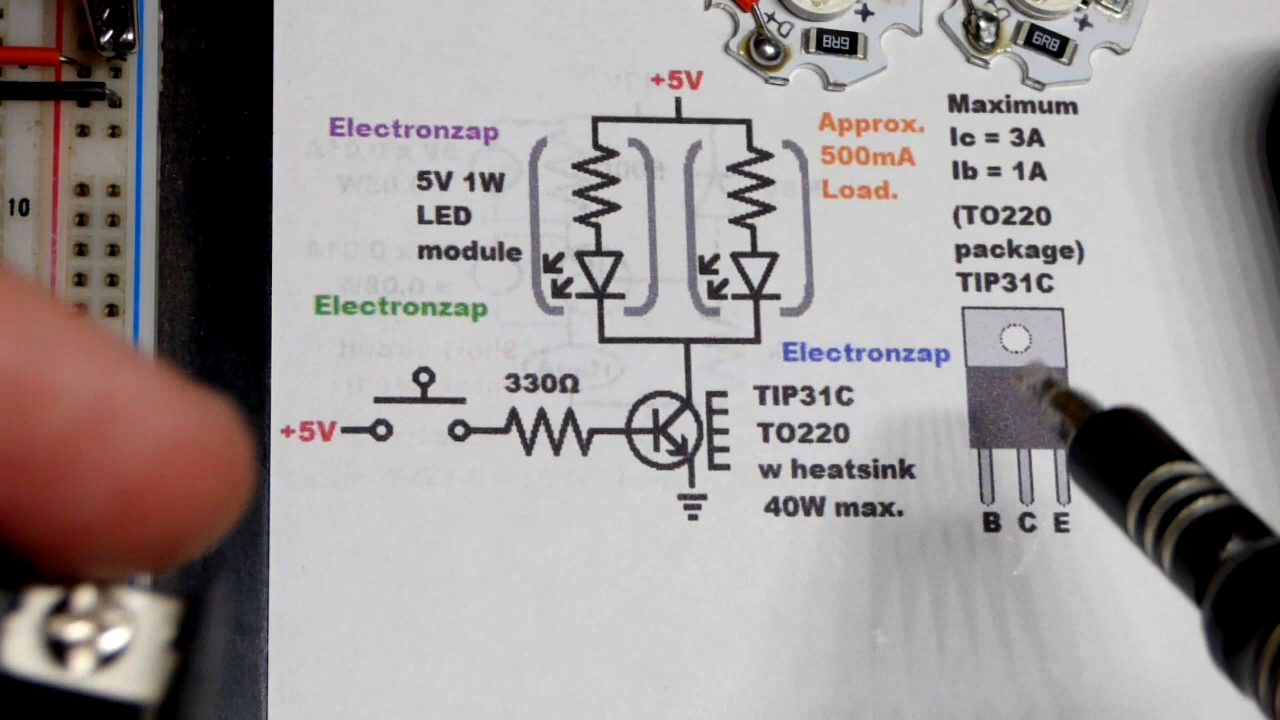 6R8
6R8
+5V
Electronzap
5V 1W
LED
module
Approx.
500mA
Load.
Maximum
Ic = 3A
Ib = 1A
(TO220
package)
TIP31C
Electronzap
Electronzap
330Ω
+5V
TIP31C
TO220
w heatsink
40W max.
B C E
10